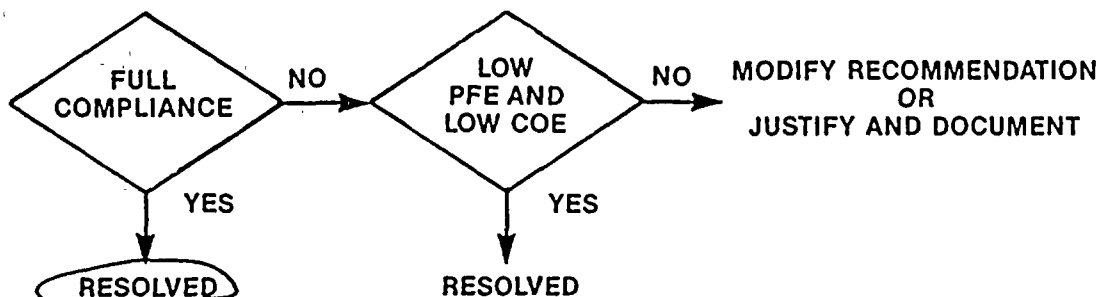 FULL
COMPLIANCE
NO
LOW
PFE AND
LOW COE
NO
MODIFY RECOMMENDATION
OR
JUSTIFY AND DOCUMENT
YES
YES
RESOLVED
RESOLVED